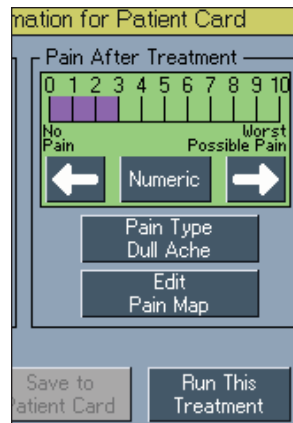 mation for Patient Card
Pain After Treatment
0 1 2 3 4 5 6 7 8 9 10
No Worst
Pain Possible Pain
Numeric
Pain Type
Dull Ache
Edit
Pain Map
Save to Run This
Patient Card Treatment